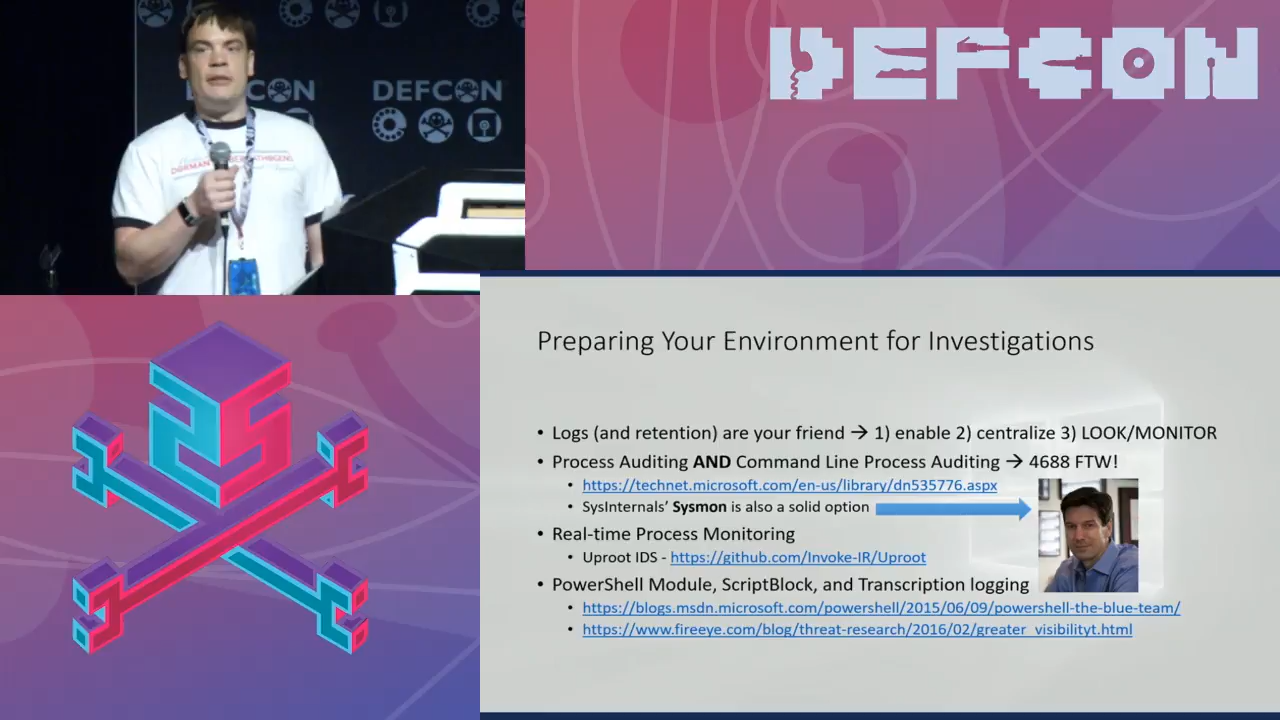 DEFCON
DEFCON
DEFCON
Preparing Your Environment for Investigations
• Logs (and retention) are your friend → 1) enable 2) centralize 3) LOOK/MONITOR
• Process Auditing AND Command Line Process Auditing → 4688 FTW!
• https://technet.microsoft.com/en-us/library/dn535776.aspx
• SysInternals’ Sysmon is also a solid option
• Real-time Process Monitoring
• Uproot IDS - https://github.com/Invoke-IR/Uproot
• PowerShell Module, ScriptBlock, and Transcription logging
• https://blogs.msdn.microsoft.com/powershell/2015/06/09/powershell-the-blue-team/
• https://www.fireeye.com/blog/threat-research/2016/02/greater_visibilityt.html